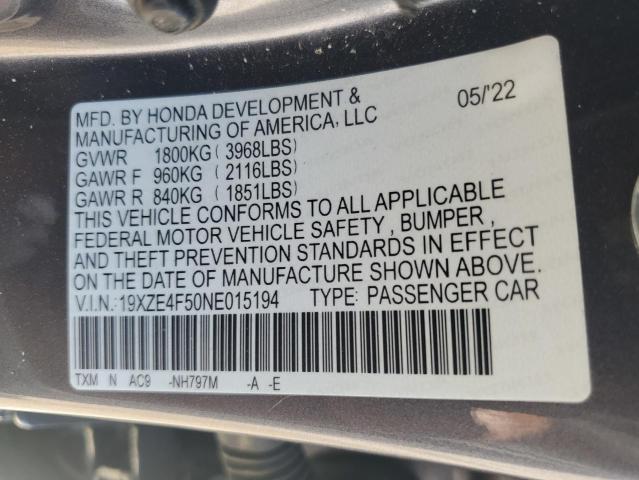 MFD. BY HONDA DEVELOPMENT & 05/'22
MANUFACTURING OF AMERICA, LLC
GVWR 1800KG (3968LBS)
GAWR F 960KG (2116LBS)
GAWR R 840KG (1851LBS)
THIS VEHICLE CONFORMS TO ALL APPLICABLE
FEDERAL MOTOR VEHICLE SAFETY , BUMPER ,
AND THEFT PREVENTION STANDARDS IN EFFECT
ON THE DATE OF MANUFACTURE SHOWN ABOVE.
V.I.N.:19XZE4F50NE015194 TYPE: PASSENGER CAR
TXM N AC9 -NH797M -A -E